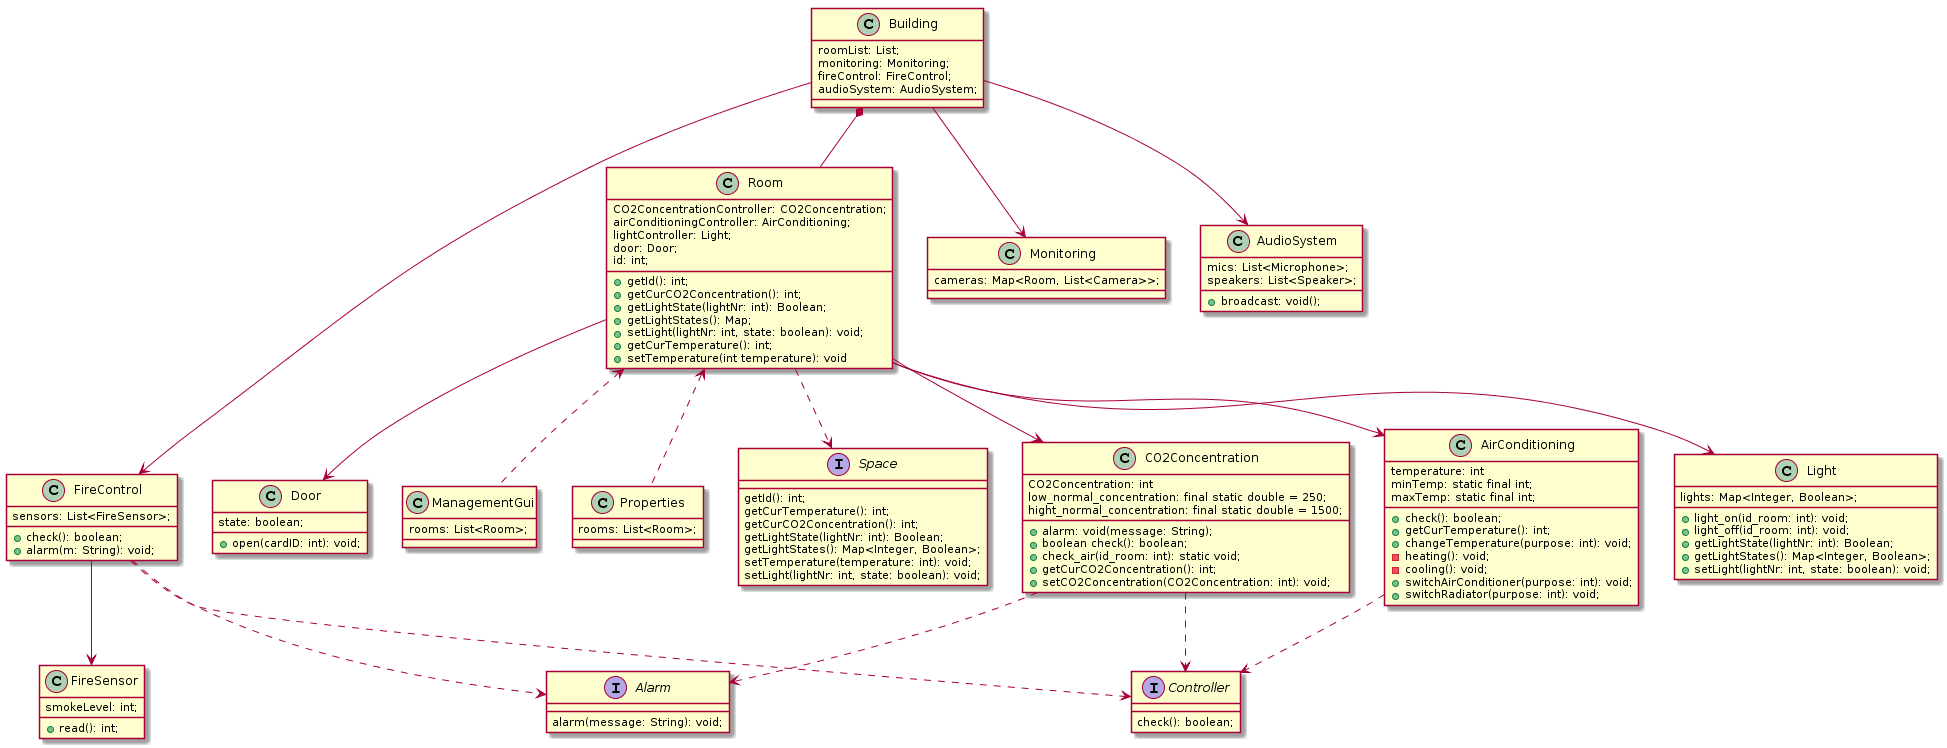 C Building
roomList: List;
monitoring: Monitoring;
fireControl: FireControl;
audioSystem: AudioSystem;
C Room
CO2ConcentrationController: CO2Concentration;
airConditioningController: AirConditioning;
lightController: Light;
door: Door;
id: int;
getId(): int;
getCurCO2Concentration(): int;
getLightState(lightNr: int): Boolean;
getLightStates(): Map;
setLight(lightNr: int, state: boolean): void;
getCurTemperature(): int;
setTemperature(int temperature): void
C Monitoring
cameras: Map<Room, List<Camera>>;
C AudioSystem
mics: List<Microphone>;
speakers: List<Speaker>;
broadcast: void();
C FireControl
sensors: List<FireSensor>;
check(): boolean;
alarm(m: String): void;
C Door
state: boolean;
open(cardID: int): void;
C ManagementGui
rooms: List<Room>;
C Properties
rooms: List<Room>;
I Space
getId(): int;
getCurTemperature(): int;
getCurCO2Concentration(): int;
getLightState(lightNr: int): Boolean;
getLightStates(): Map<Integer, Boolean>;
setTemperature(temperature: int): void;
setLight(lightNr: int, state: boolean): void;
C CO2Concentration
CO2Concentration: int
low_normal_concentration: final static double = 250;
hight_normal_concentration: final static double = 1500;
alarm: void(message: String);
boolean check(): boolean;
check_air(id_room: int): static void;
getCurCO2Concentration(): int;
setCO2Concentration(CO2Concentration: int): void;
C AirConditioning
temperature: int
minTemp: static final int;
maxTemp: static final int;
check(): boolean;
getCurTemperature(): int;
changeTemperature(purpose: int): void;
heating(): void;
cooling(): void;
switchAirConditioner(purpose: int): void;
switchRadiator(purpose: int): void;
C Light
lights: Map<Integer, Boolean>;
light_on(id_room: int): void;
light_off(id_room: int): void;
getLightState(lightNr: int): Boolean;
getLightStates(): Map<Integer, Boolean>;
setLight(lightNr: int, state: boolean): void;
C FireSensor
smokeLevel: int;
read(): int;
I Alarm
alarm(message: String): void;
I Controller
check(): boolean;